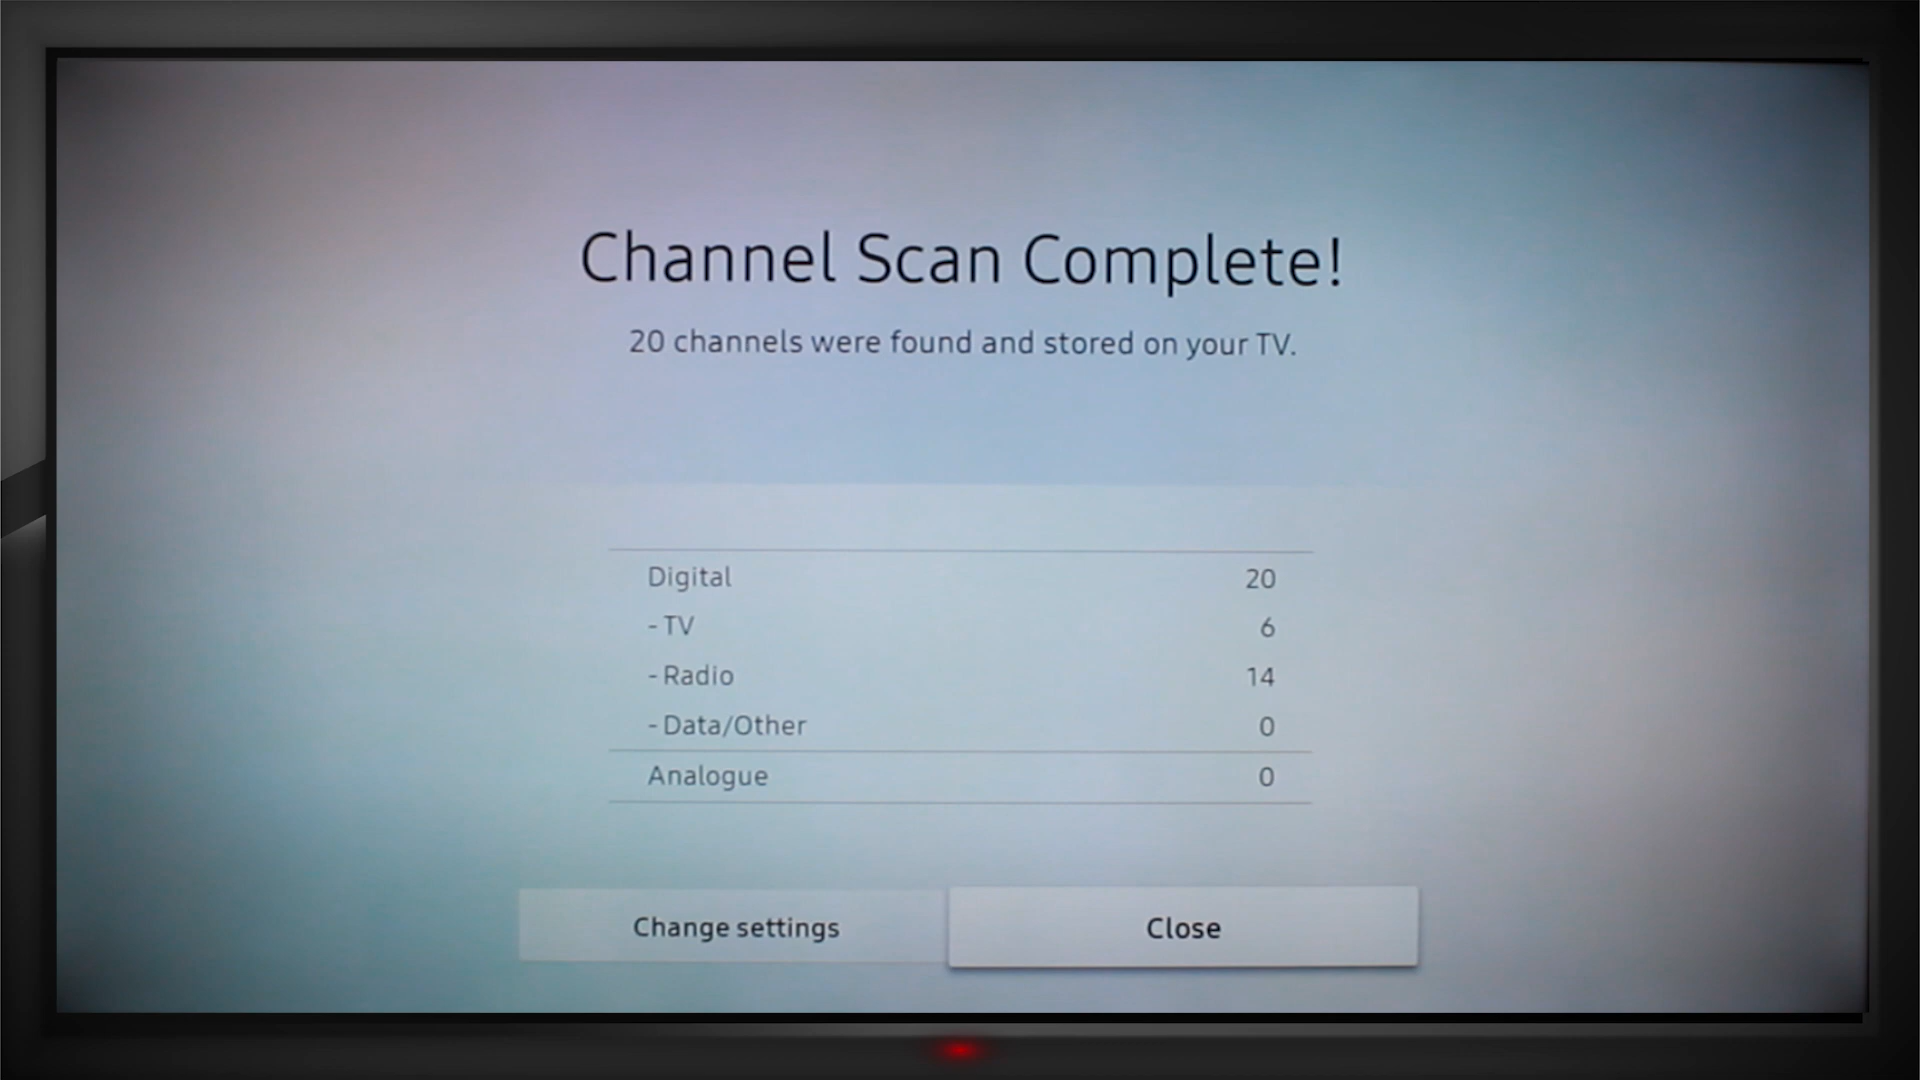 Channel Scan Complete!
20 channels were found and stored on your TV.
Digital 20
- TV 6
- Radio 14
- Data/Other 0
Analogue 0
Change settings Close